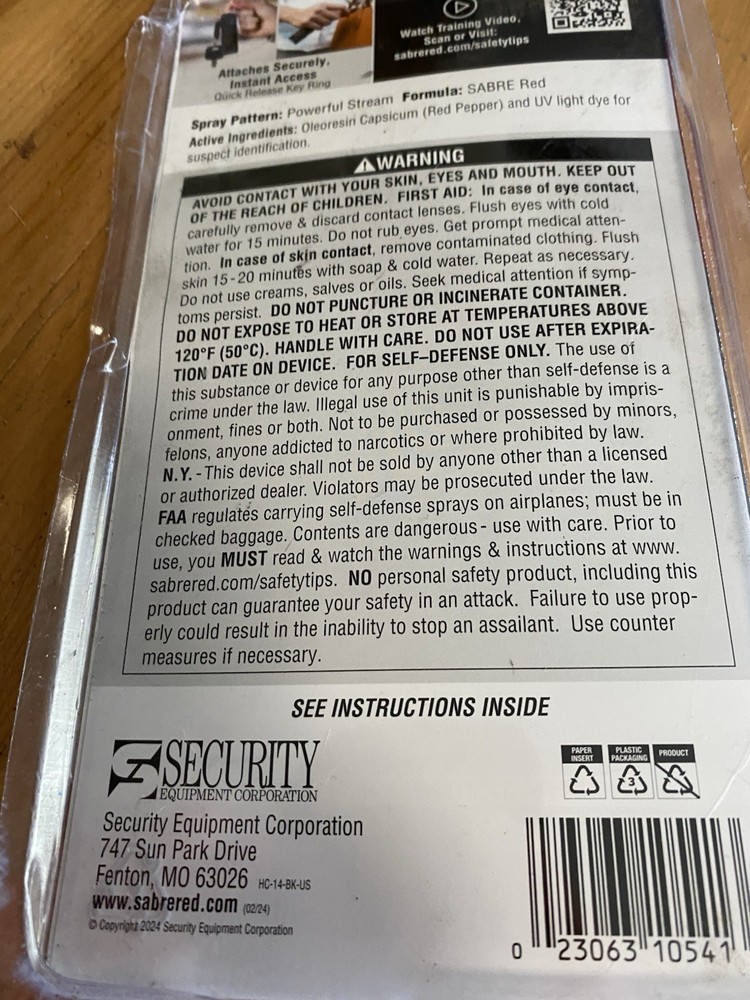 Watch Training Video,
Scan or Visit:
sabrered.com/safetytips
Attaches Securely,
Instant Access
Quick Release Key Ring
Spray Pattern: Powerful Stream Formula: SABRE Red
Active Ingredients: Oleoresin Capsicum (Red Pepper) and UV light dye for
suspect identification.
WARNING
AVOID CONTACT WITH YOUR SKIN, EYES AND MOUTH. KEEP OUT
OF THE REACH OF CHILDREN. FIRST AID: In case of eye contact,
carefully remove & discard contact lenses. Flush eyes with cold
water for 15 minutes. Do not rub eyes. Get prompt medical atten-
tion. In case of skin contact, remove contaminated clothing. Flush
skin 15-20 minutes with soap & cold water. Repeat as necessary.
Do not use creams, salves or oils. Seek medical attention if symp-
toms persist. DO NOT PUNCTURE OR INCINERATE CONTAINER.
DO NOT EXPOSE TO HEAT OR STORE AT TEMPERATURES ABOVE
120°F (50°C). HANDLE WITH CARE. DO NOT USE AFTER EXPIRA-
TION DATE ON DEVICE. FOR SELF-DEFENSE ONLY. The use of
this substance or device for any purpose other than self-defense is a
crime under the law. Illegal use of this unit is punishable by impris-
onment, fines or both. Not to be purchased or possessed by minors,
felons, anyone addicted to narcotics or where prohibited by law.
N.Y. - This device shall not be sold by anyone other than a licensed
or authorized dealer. Violators may be prosecuted under the law.
FAA regulates carrying self-defense sprays on airplanes; must be in
checked baggage. Contents are dangerous - use with care. Prior to
use, you MUST read & watch the warnings & instructions at www.
sabrered.com/safetytips. NO personal safety product, including this
product can guarantee your safety in an attack. Failure to use prop-
erly could result in the inability to stop an assailant. Use counter
measures if necessary.
SEE INSTRUCTIONS INSIDE
SECURITY
EQUIPMENT CORPORATION
PAPER INSERT
PLASTIC PACKAGING
3
PRODUCT
Security Equipment Corporation
747 Sun Park Drive
Fenton, MO 63026 HC-14-BK-US
www.sabrered.com (02/24)
© Copyright 2024 Security Equipment Corporation
0 23063 10541